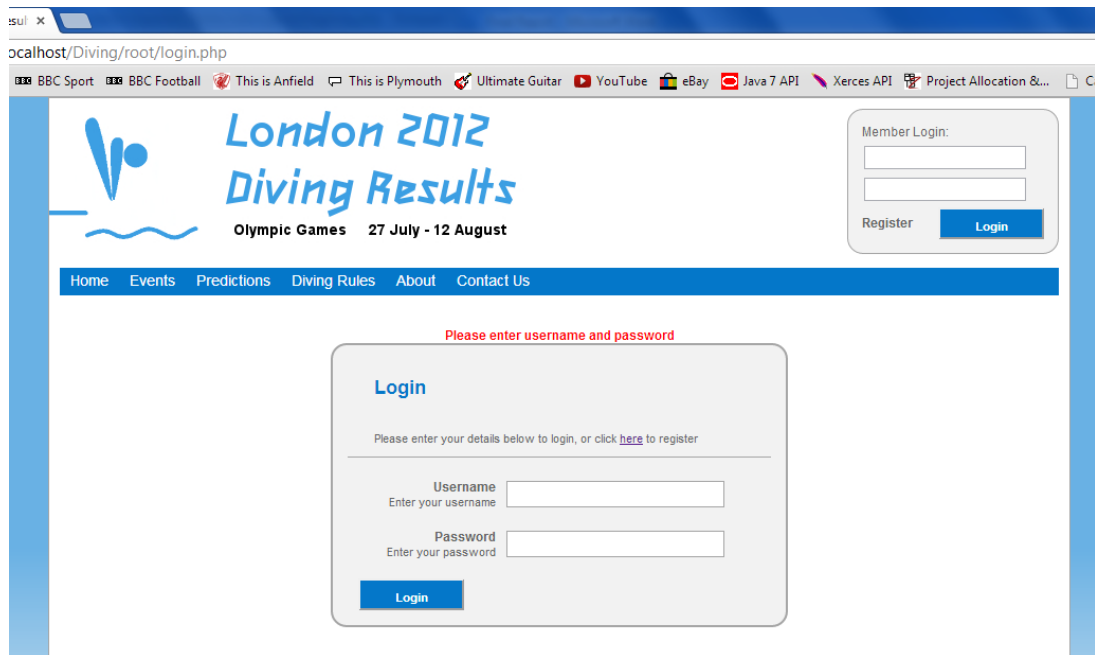 esul ×
ocalhost/Diving/root/login.php
BBC BBC Sport BBC BBC Football This is Anfield This is Plymouth Ultimate Guitar YouTube eBay Java 7 API Xerces API Project Allocation &...
London 2012
Diving Results
Olympic Games 27 July - 12 August
Member Login:
Register Login
Home Events Predictions Diving Rules About Contact Us
Please enter username and password
Login
Please enter your details below to login, or click here to register
Username
Enter your username
Password
Enter your password
Login